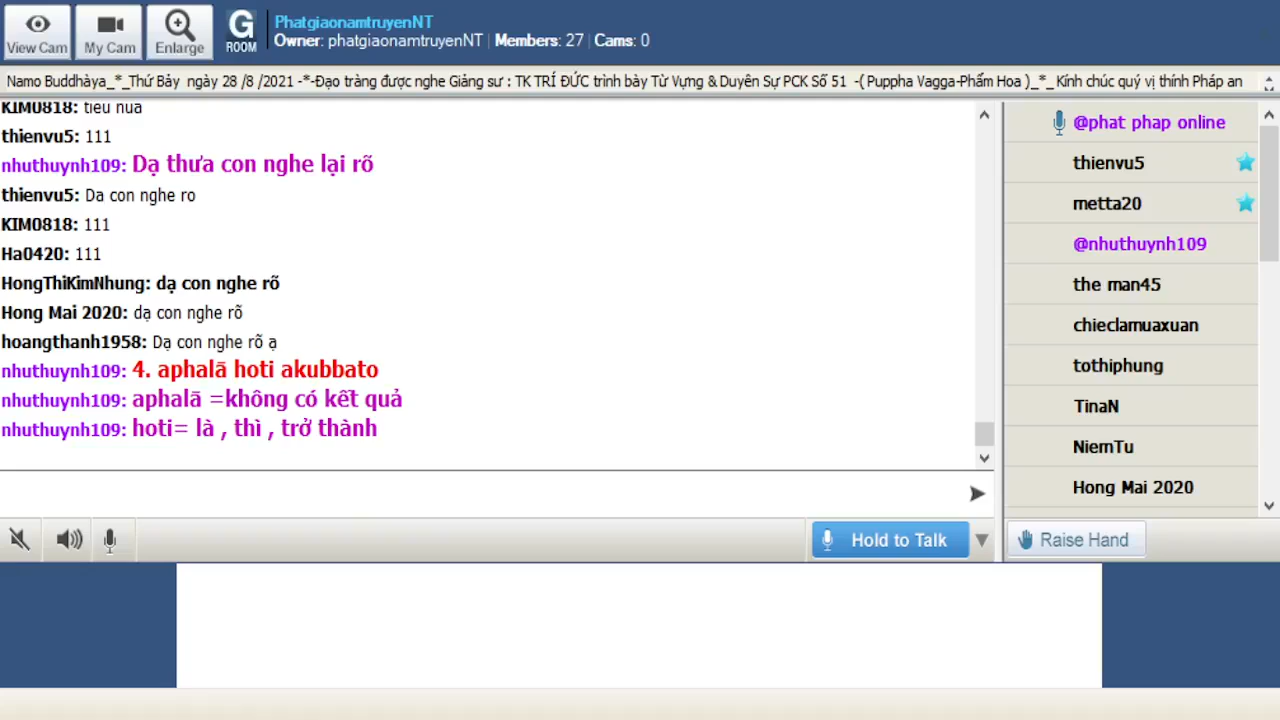 PhatgiaonamtruyenNT
Owner: phatgiaonamtruyenNT | Members: 27 | Cams: 0
View Cam
My Cam
Enlarge
G ROOM
Namo Buddhàya_*_Thứ Bảy ngày 28 /8 /2021 -*-Đạo tràng được nghe Giảng sư : TK TRÍ ĐỨC trình bày Từ Vựng & Duyên Sự PCK Số 51 -( Puppha Vagga-Phẩm Hoa )_*_ Kính chúc quý vị thính Pháp an
KIM0818: tieu nua
thienvu5: 111
nhuthuynh109: Dạ thưa con nghe lại rõ
thienvu5: Da con nghe ro
KIM0818: 111
Ha0420: 111
HongThiKimNhung: dạ con nghe rõ
Hong Mai 2020: dạ con nghe rõ
hoangthanh1958: Dạ con nghe rõ ạ
nhuthuynh109: 4. aphalā hoti akubbato
nhuthuynh109: aphalā =không có kết quả
nhuthuynh109: hoti= là , thì , trở thành
@phat phap online
thienvu5
metta20
@nhuthuynh109
the man45
chieclamuaxuan
tothiphung
TinaN
NiemTu
Hong Mai 2020
Hold to Talk
Raise Hand